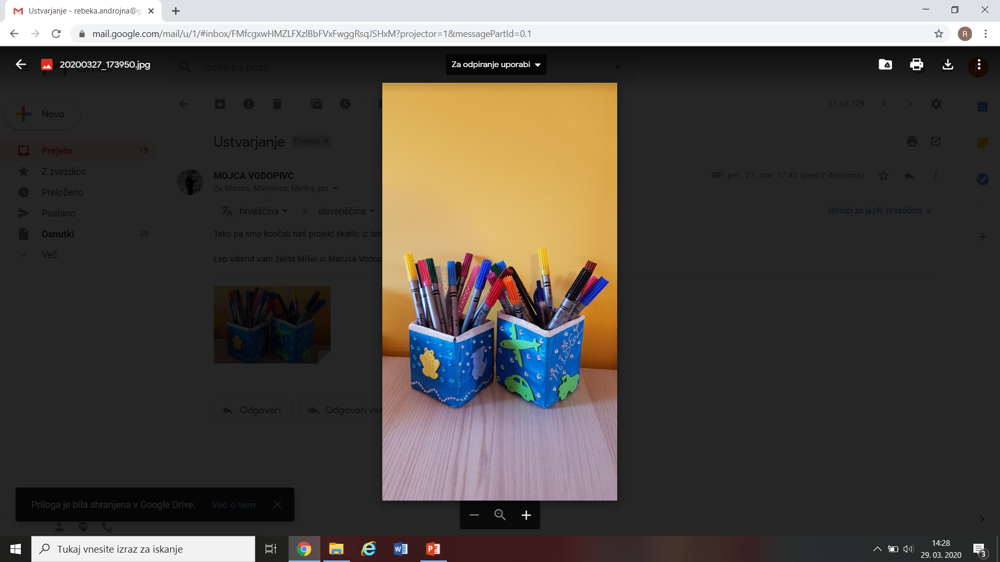 Ustvarjanje - rebeka.androjna@g
mail.google.com/mail/u/1/#inbox/FMfcgxwHMZLFXzlBbFVxFwggRsqJSHxM?projector=1&messagePartId=0.1
R
20200327_173950.jpg
Iščite po pošti
Za odpiranje uporabi
Novo
11 od 729
31
Ustvarjanje
Prejeto ×
Prejeto 19
Z zvezdico
Preloženo
Poslano
Osnutki 39
Več
MOJCA VODOPIVC
pet., 27. mar. 17:42 (pred 2 dnevoma)
Za Manca, Marjanca, Metka, jaz
hrvaščina > slovenščina
Izklopi za jezik: hrvaščina ×
Tako pa smo končali naš projekt škatlic iz tetr
Lep vikend vam želita Mišel in Maruša Vodop
Odgovori
Odgovori vse
Priloga je bila shranjena v Google Drive. Več o tem
Tukaj vnesite izraz za iskanje
14:28
29. 03. 2020
3